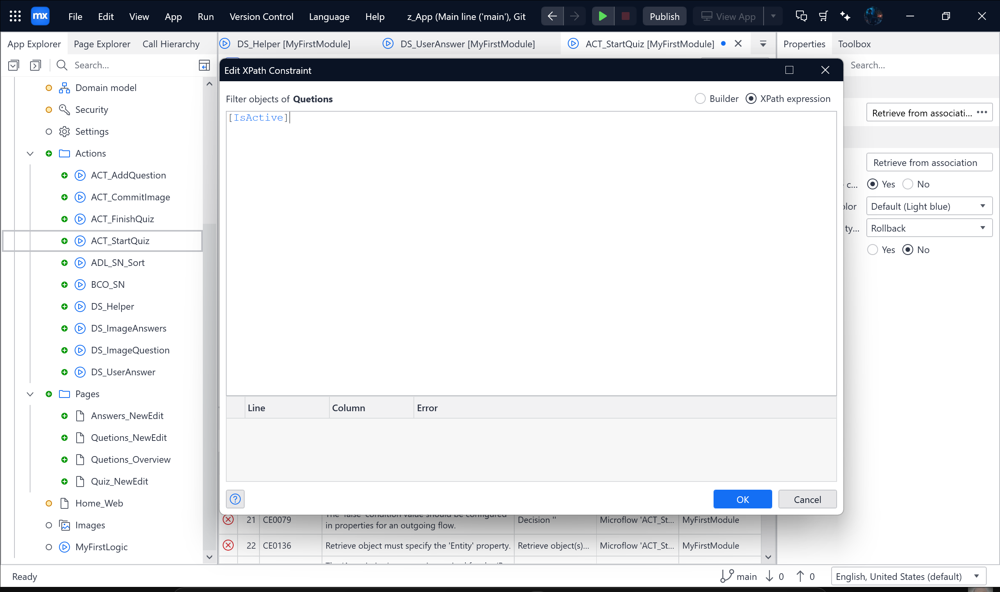 mx File Edit View App Run Version Control Language Help z_App (Main line ('main'), Git Publish View App
App Explorer Page Explorer Call Hierarchy
DS_Helper [MyFirstModule] DS_UserAnswer [MyFirstModule] ACT_StartQuiz [MyFirstModule]
Properties Toolbox
Search...
Search...
Domain model
Security
Settings
Actions
ACT_AddQuestion
ACT_CommitImage
ACT_FinishQuiz
ACT_StartQuiz
ADL_SN_Sort
BCO_SN
DS_Helper
DS_ImageAnswers
DS_ImageQuestion
DS_UserAnswer
Pages
Answers_NewEdit
Quetions_NewEdit
Quetions_Overview
Quiz_NewEdit
Home_Web
Images
MyFirstLogic
Edit XPath Constraint
Filter objects of Quetions
Builder XPath expression
[IsActive]
Line Column Error
OK Cancel
Retrieve from associati...
Retrieve from association
c... Yes No
lor Default (Light blue)
ty... Rollback
Yes No
21 CE0079 The 'false' condition value should be configured
in properties for an outgoing flow. Decision '' Microflow 'ACT_St... MyFirstModule
22 CE0136 Retrieve object must specify the 'Entity' property. Retrieve object(s)... Microflow 'ACT_St... MyFirstModule
Ready
main 0 0 English, United States (default)